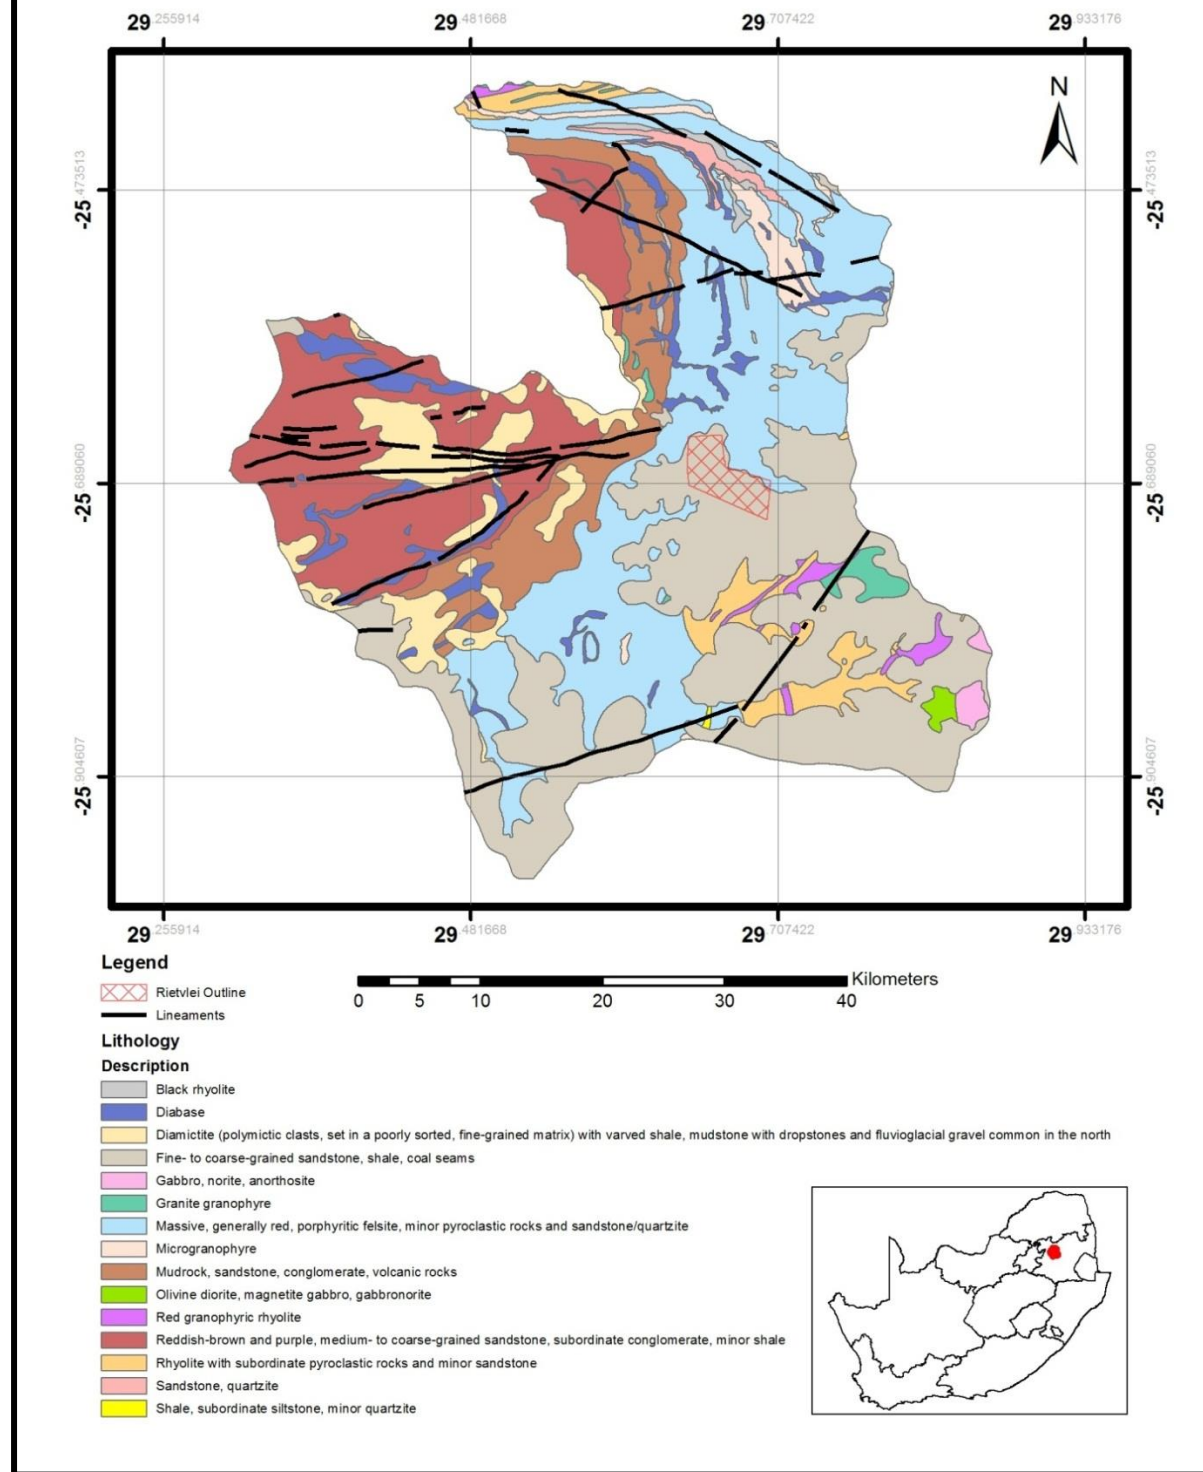 29.255914 29.481668 29.707422 29.933176
N
-25.473513 -25.473513
-25.689060 -25.689060
-25.904607 -25.904607
29.255914 29.481668 29.707422 29.933176
Legend
Rietvlei Outline
Lineaments
Kilometers
0 5 10 20 30 40
Lithology
Description
Black rhyolite
Diabase
Diamictite (polymictic clasts, set in a poorly sorted, fine-grained matrix) with varved shale, mudstone with dropstones and fluvioglacial gravel common in the north
Fine- to coarse-grained sandstone, shale, coal seams
Gabbro, norite, anorthosite
Granite granophyre
Massive, generally red, porphyritic felsite, minor pyroclastic rocks and sandstone/quartzite
Microgranophyre
Mudrock, sandstone, conglomerate, volcanic rocks
Olivine diorite, magnetite gabbro, gabbronorite
Red granophyric rhyolite
Reddish-brown and purple, medium- to coarse-grained sandstone, subordinate conglomerate, minor shale
Rhyolite with subordinate pyroclastic rocks and minor sandstone
Sandstone, quartzite
Shale, subordinate siltstone, minor quartzite